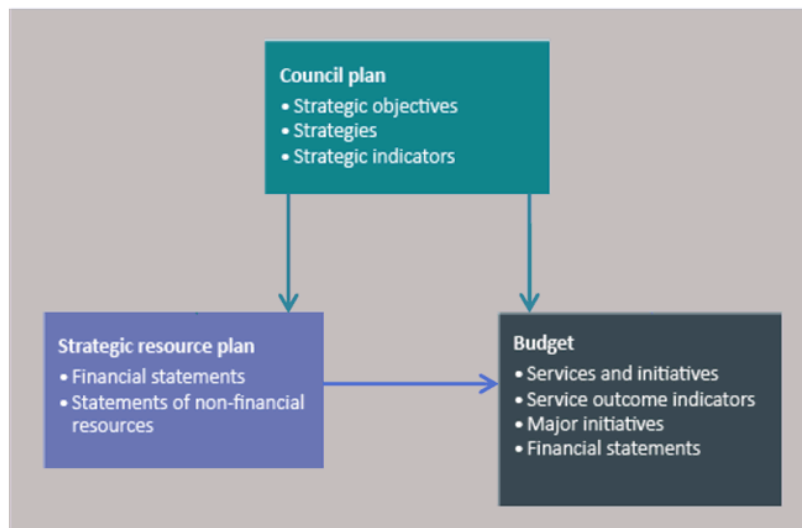 Council plan
• Strategic objectives
• Strategies
• Strategic indicators
Strategic resource plan
• Financial statements
• Statements of non-financial
resources
Budget
• Services and initiatives
• Service outcome indicators
• Major initiatives
• Financial statements